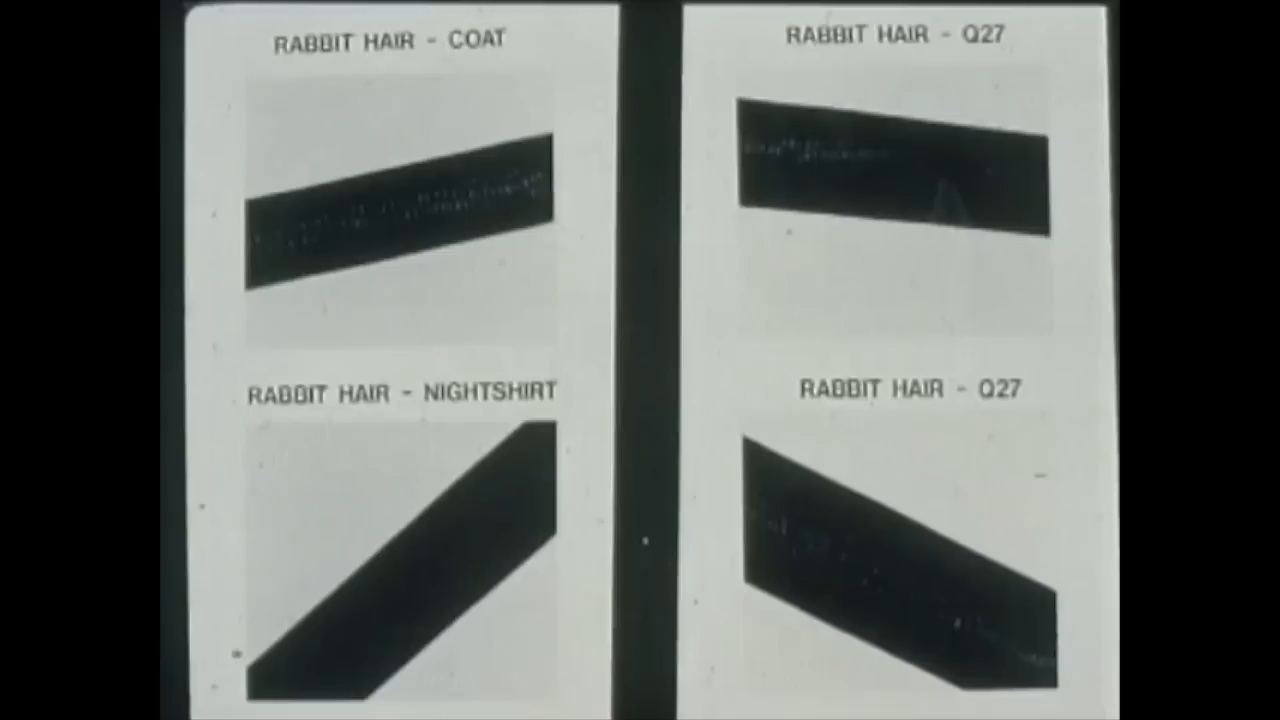 RABBIT HAIR - COAT
RABBIT HAIR - Q27
RABBIT HAIR - NIGHTSHIRT
RABBIT HAIR - Q27